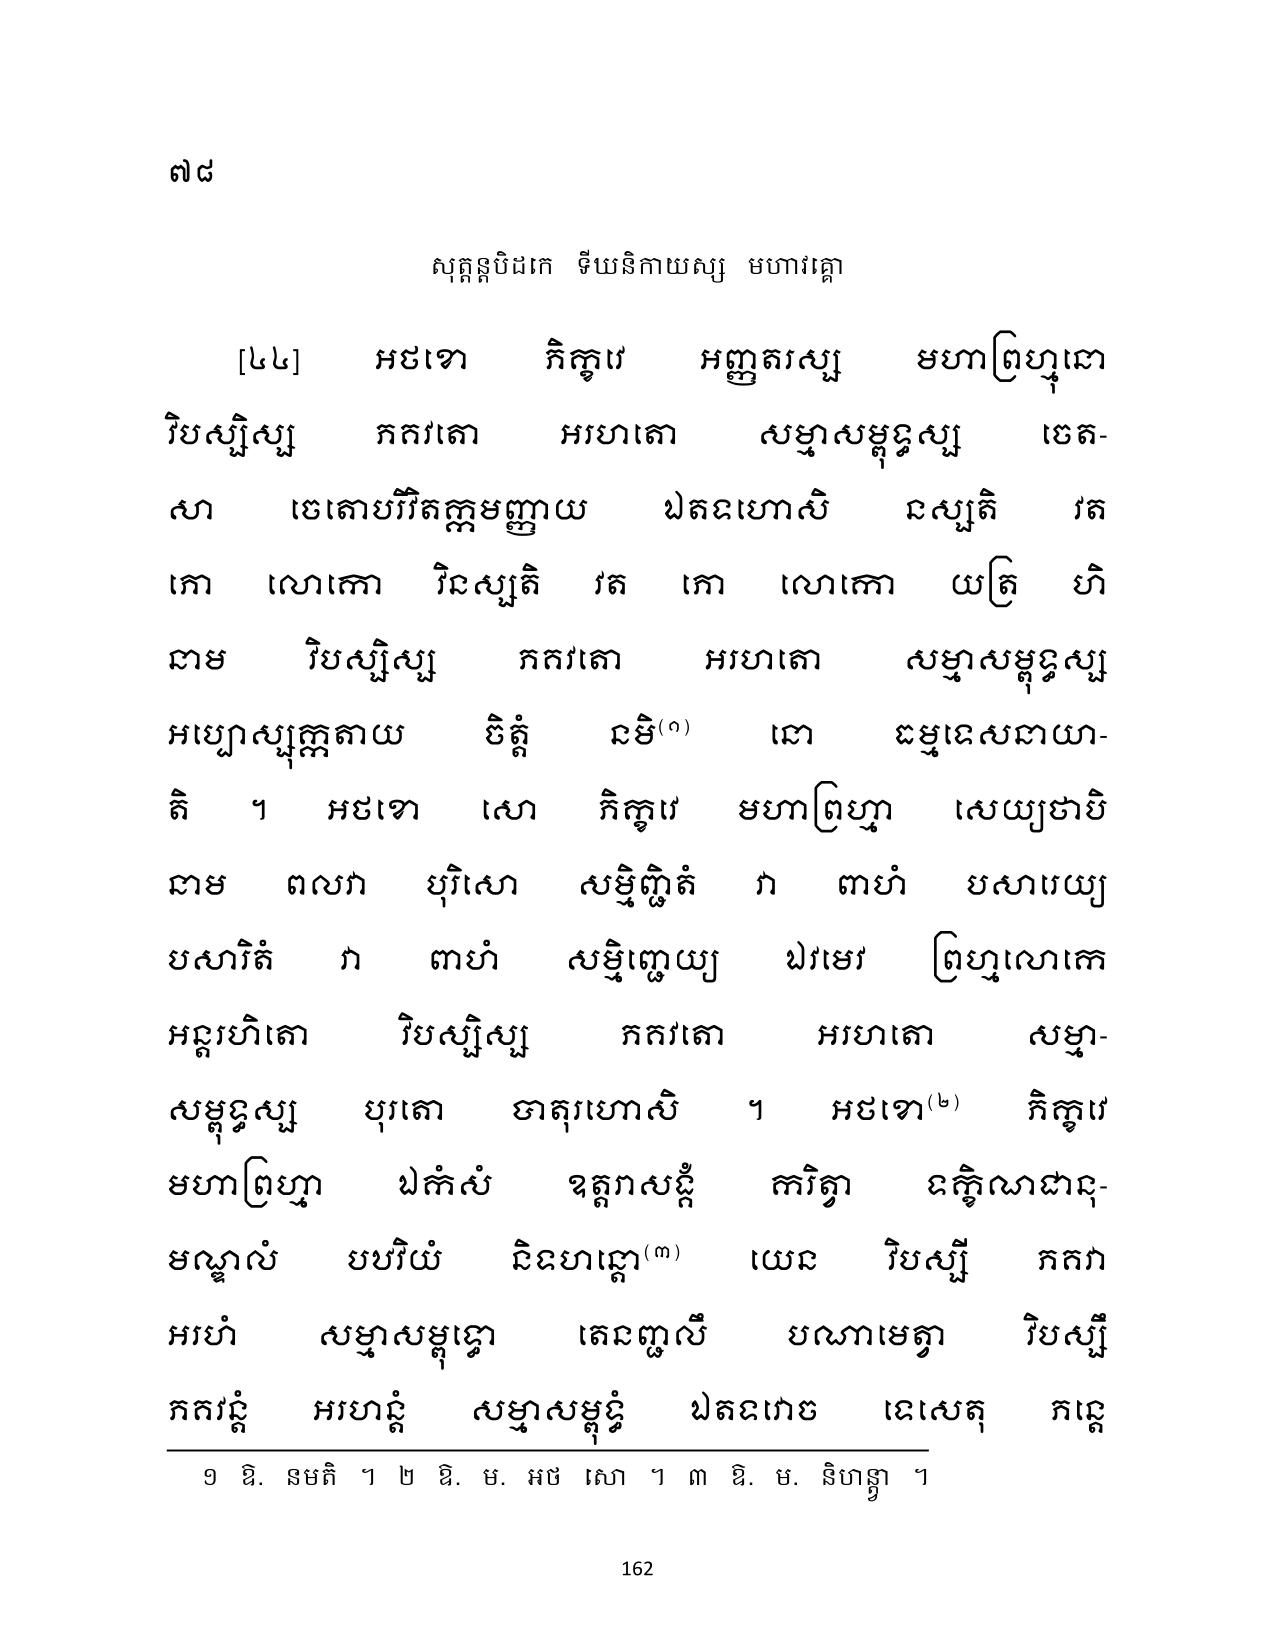 ៧៨
សុត្តន្តបិដកេ ទីឃនិកាយស្ស មហាវគ្គោ
[៤៤] អថខោ ភិក្ខវេ អញ្ញតរស្ស មហាព្រហ្មុនោ
វិបស្សិស្ស ភគវតោ អរហតោ សម្មាសម្ពុទ្ធស្ស ចេត-
សា ចេតោបរិវិតក្កមញ្ញាយ ឯតទហោសិ នស្សតិ វត
ភោ លោកោ វិនស្សតិ វត ភោ លោកោ យត្រ ហិ
នាម វិបស្សិស្ស ភគវតោ អរហតោ សម្មាសម្ពុទ្ធស្ស
អប្បោស្សុក្កតាយ ចិត្តំ នមិ(១) នោ ធម្មទេសនាយា-
តិ ។ អថខោ សោ ភិក្ខវេ មហាព្រហ្មា សេយ្យថាបិ
នាម ពលវា បុរិសោ សម្មិញ្ជិតំ វា ពាហំ បសារេយ្យ
បសារិតំ វា ពាហំ សម្មិញ្ជេយ្យ ឯវមេវ ព្រហ្មលោកេ
អន្តរហិតោ វិបស្សិស្ស ភគវតោ អរហតោ សម្មា-
សម្ពុទ្ធស្ស បុរតោ បាតុរហោសិ ។ អថខោ(២) ភិក្ខវេ
មហាព្រហ្មា ឯកំសំ ឧត្តរាសង្គំ ករិត្វា ទក្ខិណជានុ-
មណ្ឌលំ បឋវិយំ និទហន្តោ(៣) យេន វិបស្សី ភគវា
អរហំ សម្មាសម្ពុទ្ធោ តេនញ្ជលឹ បណាមេត្វា វិបស្សឹ
ភគវន្តំ អរហន្តំ សម្មាសម្ពុទ្ធំ ឯតទវោច ទេសេតុ ភន្តេ
១ ឱ. នមតិ ។ ២ ឱ. ម. អថ សោ ។ ៣ ឱ. ម. និហន្ត្វា ។
162